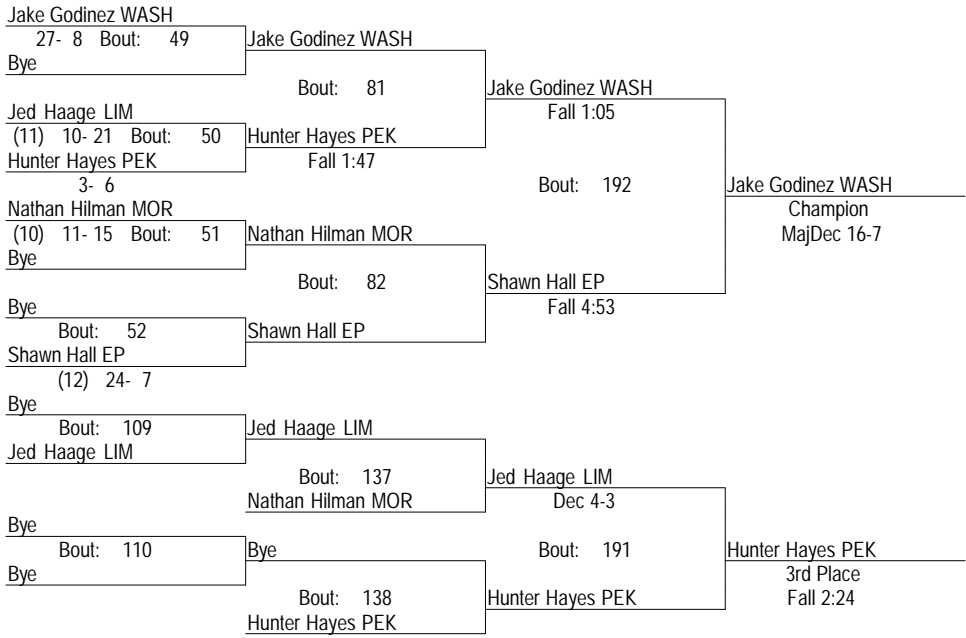 Jake Godinez WASH
27- 8 Bout: 49
Jake Godinez WASH
Bye
Bout: 81
Jake Godinez WASH
Jed Haage LIM
Fall 1:05
(11) 10- 21 Bout: 50
Hunter Hayes PEK
Hunter Hayes PEK
Fall 1:47
3- 6
Bout: 192
Jake Godinez WASH
Nathan Hilman MOR
Champion
(10) 11- 15 Bout: 51
Nathan Hilman MOR
MajDec 16-7
Bye
Bout: 82
Shawn Hall EP
Bye
Fall 4:53
Bout: 52
Shawn Hall EP
Shawn Hall EP
(12) 24- 7
Bye
Bout: 109
Jed Haage LIM
Jed Haage LIM
Bout: 137
Jed Haage LIM
Nathan Hilman MOR
Dec 4-3
Bye
Bout: 110
Bye
Bout: 191
Hunter Hayes PEK
Bye
3rd Place
Bout: 138
Hunter Hayes PEK
Fall 2:24
Hunter Hayes PEK